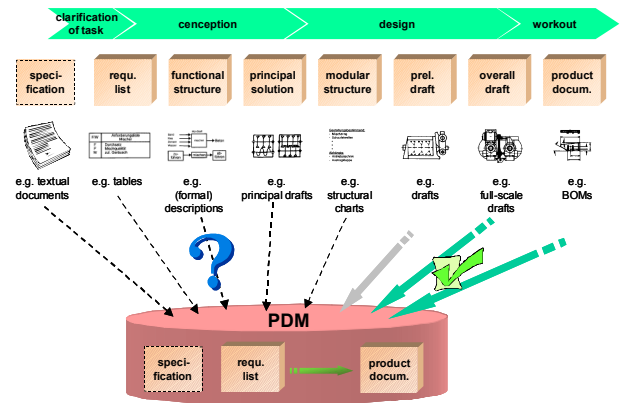 clarification
of task
cenception
design
workout
speci-
fication
requ.
list
functional
structure
principal
solution
modular
structure
prel.
draft
overall
draft
product
docum.
e.g. textual
documents
e.g. tables
e.g.
(formal)
descriptions
e.g.
principal drafts
e.g.
structural
charts
e.g.
drafts
e.g.
full-scale
drafts
e.g.
BOMs
?
PDM
speci-
fication
requ.
list
product
docum.